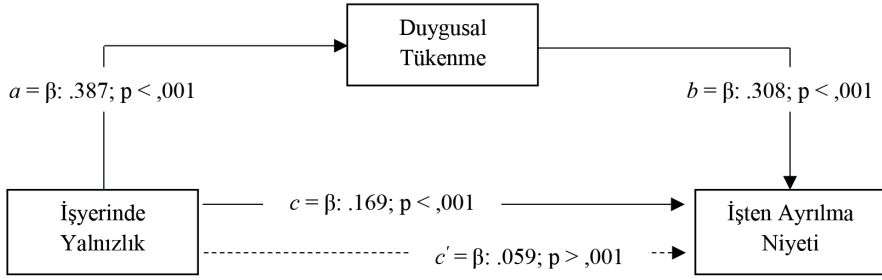 Duygusal
Tükenme
a = β: .387; p < ,001
b = β: .308; p < ,001
İşyerinde
Yalnızlık
c = β: .169; p < ,001
c′ = β: .059; p > ,001
İşten Ayrılma
Niyeti